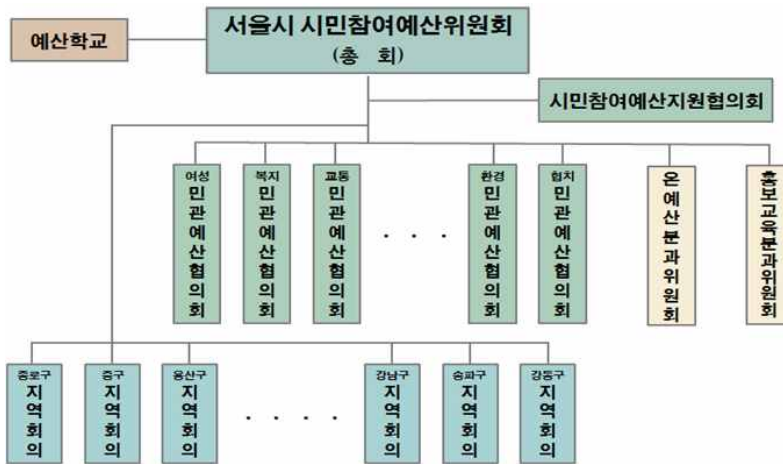 서울시 시민참여예산위원회
(총 회)
예산학교
시민참여예산지원협의회
여성
민관예산협의회
복지
민관예산협의회
교통
민관예산협의회
. . .
환경
민관예산협의회
협치
민관예산협의회
온예산분과위원회
홍보교육분과위원회
종로구
지역회의
중구
지역회의
용산구
지역회의
. . . .
강남구
지역회의
송파구
지역회의
강동구
지역회의